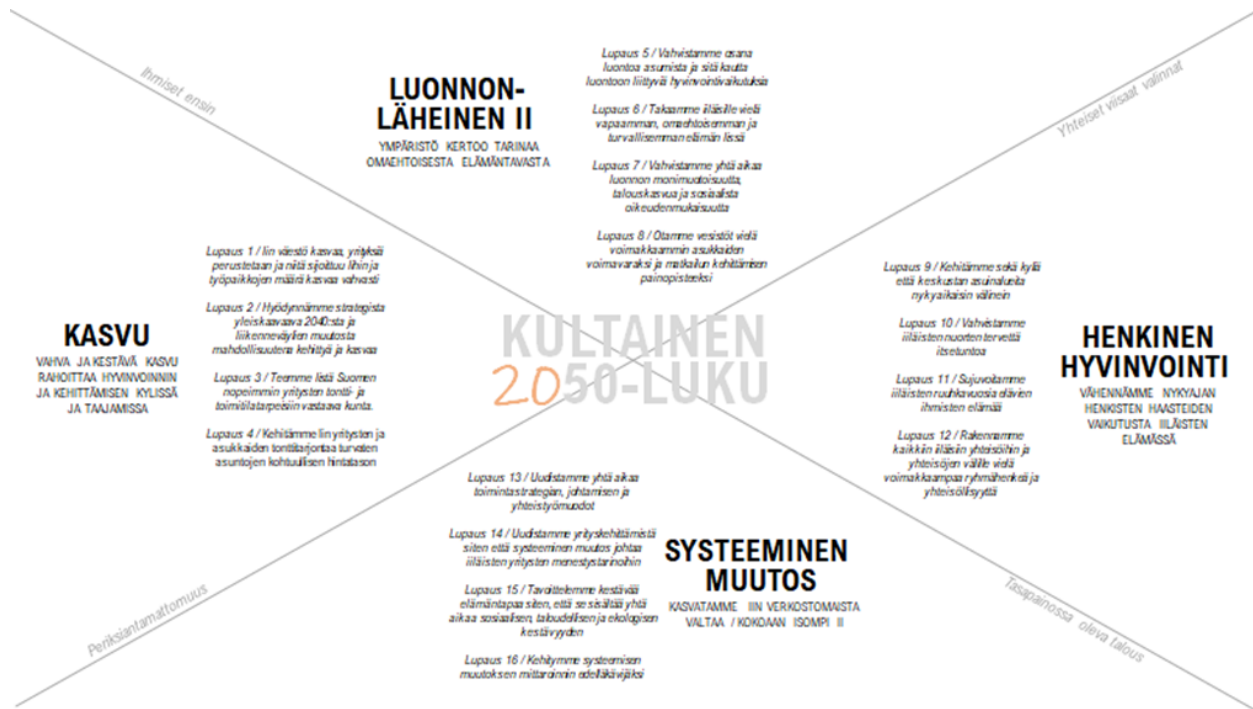 Ihmiset ensin
LUONNON-
LÄHEINEN II
YMPÄRISTÖ KERTOO TARINAA
OMAEHTOISESTA ELÄMÄNTAVASTA
Lupaus 5 / Vahvistamme osana
luontoa asumista ja sitä kautta
luontoon liittyviä hyvinvointivaikutuksia
Lupaus 6 / Takaamme iiläisille vielä
vapaamman, omaehtoisemman ja
turvallisemman elämän Iissä
Lupaus 7 / Vahvistamme yhtä aikaa
luonnon monimuotoisuutta,
talouskasvua ja sosiaalista
oikeudenmukaisuutta
Lupaus 8 / Otamme vesistöt vielä
voimakkaammin asukkaiden
voimavaraksi ja matkailun kehittämisen
painopisteeksi
Yhteiset viisaat valinnat
KASVU
VAHVA JA KESTÄVÄ KASVU
RAHOITTAA HYVINVOINNIN
JA KEHITTÄMISEN KYLISSÄ
JA TAAJAMISSA
Lupaus 1 / Iin väestö kasvaa, yrityksiä
perustetaan ja niitä sijoittuu Iihin ja
työpaikkojen määrä kasvaa vahvasti
Lupaus 2 / Hyödynnämme strategista
yleiskaavaa 2040:sta ja
liikenneväylien muutosta
mahdollisuutena kehittyä ja kasvaa
Lupaus 3 / Teemme Iistä Suomen
nopeimmin yritysten tontti- ja
toimitilatarpeisiin vastaava kunta.
Lupaus 4 / Kehitämme Iin yritysten ja
asukkaiden tonttitarjontaa turvaten
asuntojen kohtuullisen hintatason
KULTAINEN
2050-LUKU
Lupaus 9 / Kehitämme sekä kyliä
että keskustan asuinalueita
nykyaikaisin välinein
Lupaus 10 / Vahvistamme
iiläisten nuorten tervettä
itsetuntoa
Lupaus 11 / Sujuvoitamme
iiläisten ruuhkavuosia elävien
ihmisten elämää
Lupaus 12 / Rakennamme
kaikkiin iiläisiin yhteisöihin ja
yhteisöjen välille vielä
voimakkaampaa ryhmähenkeä ja
yhteisöllisyyttä
HENKINEN
HYVINVOINTI
VÄHENNÄMME NYKYAJAN
HENKISTEN HAASTEIDEN
VAIKUTUSTA IILÄISTEN
ELÄMÄSSÄ
Periksiantamattomuus
Lupaus 13 / Uudistamme yhtä aikaa
toimintastrategian, johtamisen ja
yhteistyömuodot
Lupaus 14 / Uudistamme yrityskehittämistä
siten että systeeminen muutos johtaa
iiläisten yritysten menestystarinoihin
Lupaus 15 / Tavoittelemme kestävää
elämäntapaa siten, että se sisältää yhtä
aikaa sosiaalisen, taloudellisen ja ekologisen
kestävyyden
Lupaus 16 / Kehitymme systeemisen
muutoksen mittaroinnin edelläkävijäksi
SYSTEEMINEN
MUUTOS
KASVATAMME IIN VERKOSTOMAISTA
VALTAA / KOKOAAN ISOMPI II
Tasapainossa oleva talous